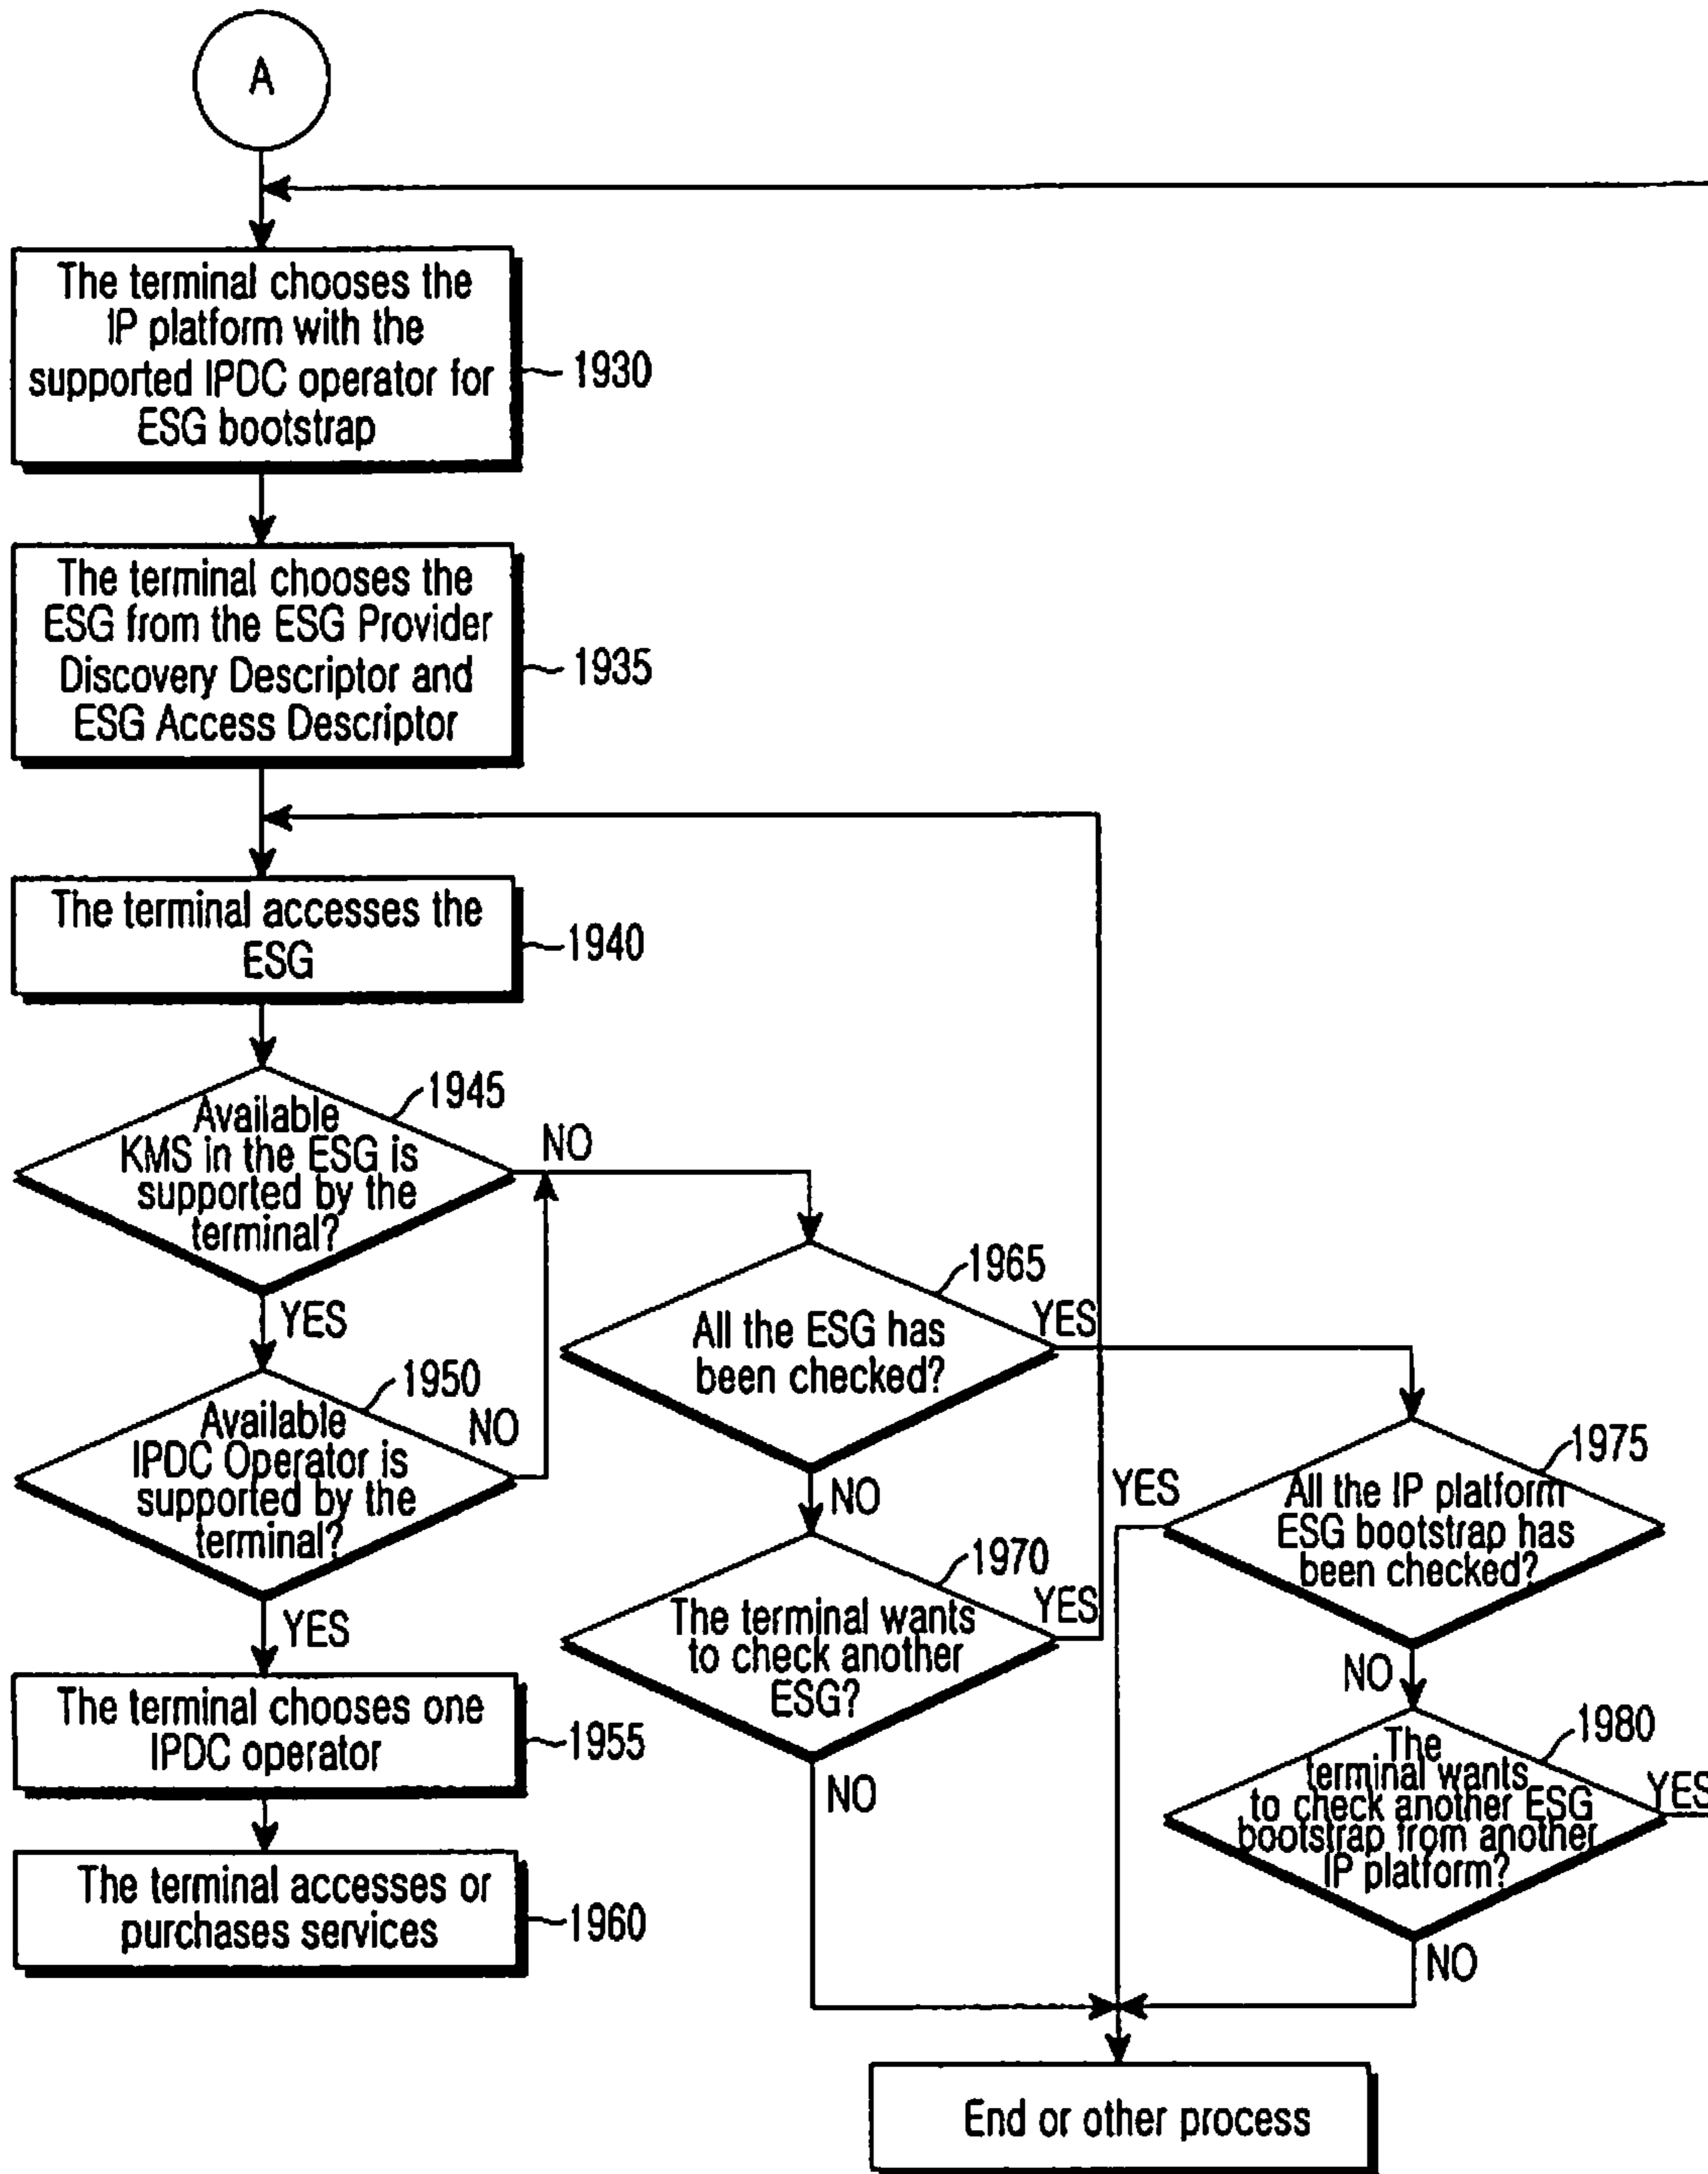 A
The terminal chooses the
IP platform with the
supported IPDC operator for
ESG bootstrap
1930
The terminal chooses the
ESG from the ESG Provider
Discovery Descriptor and
ESG Access Descriptor
1935
The terminal accesses the
ESG
1940
Available
KMS in the ESG is
supported by the
terminal?
1945
NO
YES
Available
IPDC Operator is
supported by the
terminal?
1950
NO
YES
The terminal chooses one
IPDC operator
1955
The terminal accesses or
purchases services
1960
All the ESG has
been checked?
1965
YES
NO
The terminal wants
to check another
ESG?
1970
YES
NO
All the IP platform
ESG bootstrap has
been checked?
1975
YES
NO
The
terminal wants
to check another ESG
bootstrap from another
IP platform?
1980
YES
NO
End or other process